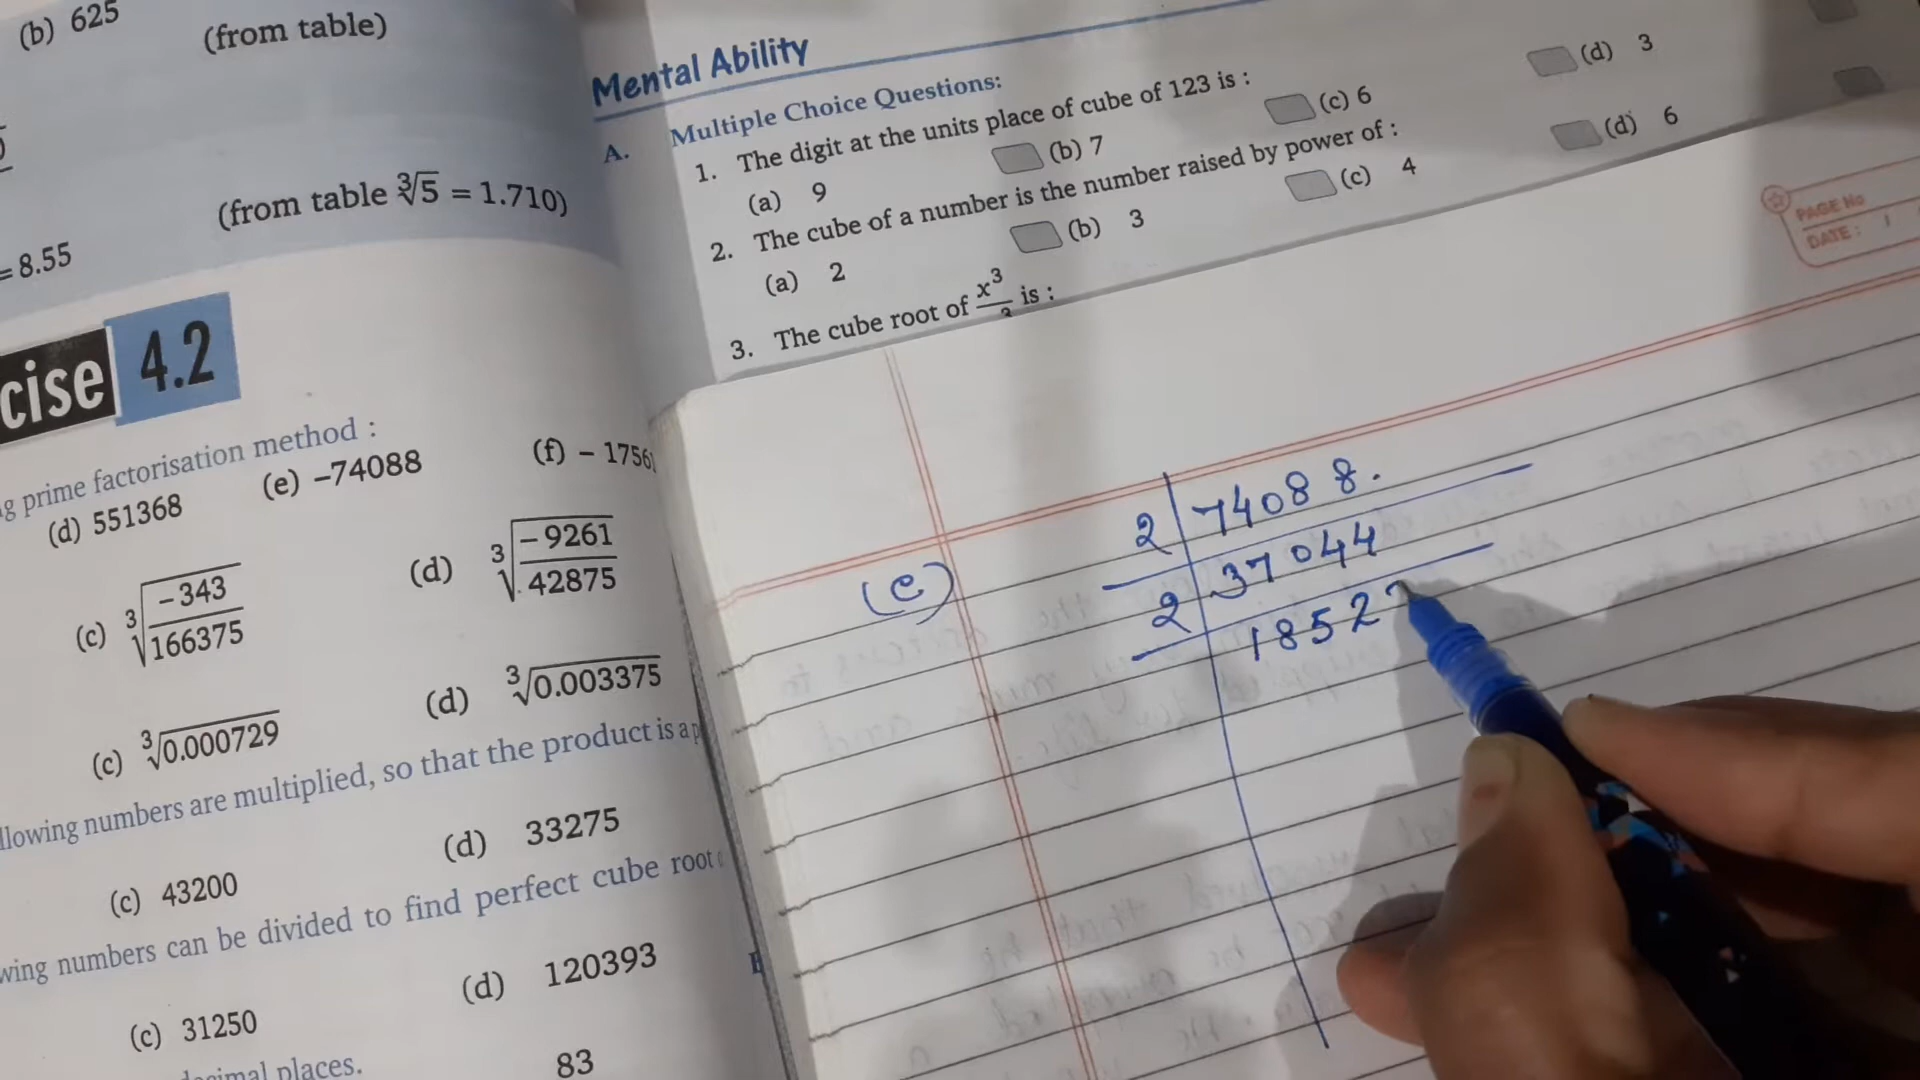 (b) 625 (from table)
(from table ∛5 = 1.710)
= 8.55
cise 4.2
g prime factorisation method :
(d) 551368 (e) –74088 (f) – 1756
(c) ∛(–343/166375) (d) ∛(–9261/42875)
(c) ∛0.000729 (d) ∛0.003375
llowing numbers are multiplied, so that the product is a p
(c) 43200 (d) 33275
wing numbers can be divided to find perfect cube root
(c) 31250 (d) 120393
decimal places.
83
Mental Ability
A. Multiple Choice Questions:
1. The digit at the units place of cube of 123 is :
(a) 9 (b) 7 (c) 6 (d) 3
2. The cube of a number is the number raised by power of :
(a) 2 (b) 3 (c) 4 (d) 6
3. The cube root of x³/ is :
PAGE No
DATE :
(e)
2 74088.
2 37044
1852